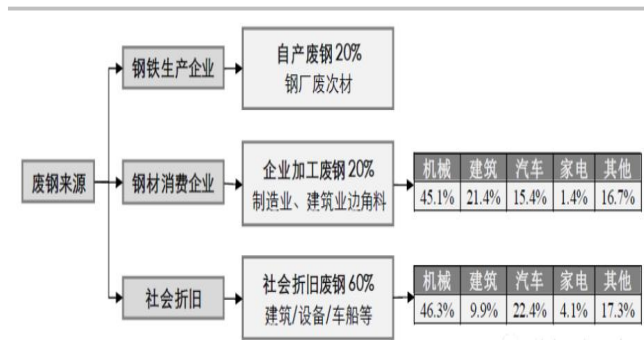 废钢来源
钢铁生产企业
自产废钢20%
钢厂废次材
钢材消费企业
企业加工废钢20%
制造业、建筑业边角料
机械 建筑 汽车 家电 其他
45.1% 21.4% 15.4% 1.4% 16.7%
社会折旧
社会折旧废钢60%
建筑/设备/车船等
机械 建筑 汽车 家电 其他
46.3% 9.9% 22.4% 4.1% 17.3%